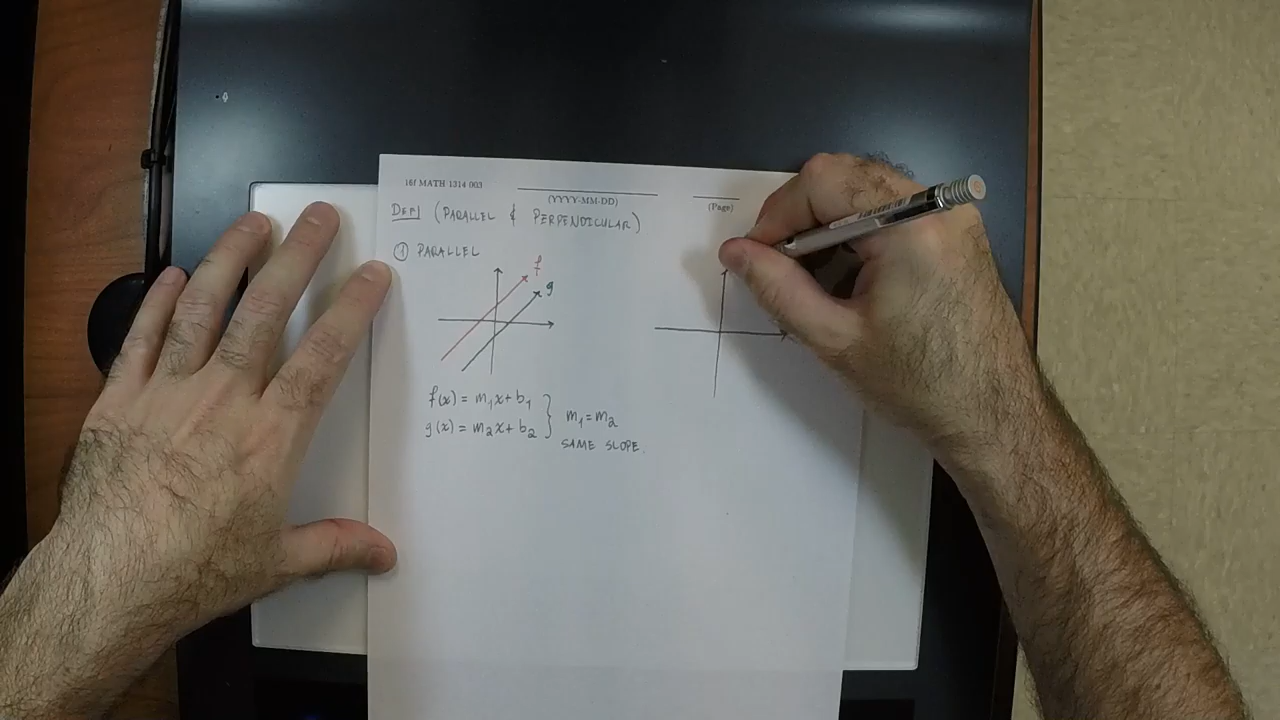 16f MATH 1314 003
(YYYY-MM-DD)
(Page)
DEF (PARALLEL & PERPENDICULAR)
① PARALLEL
f
g
f(x) = m₁x + b₁
g(x) = m₂x + b₂
m₁ = m₂
SAME SLOPE.